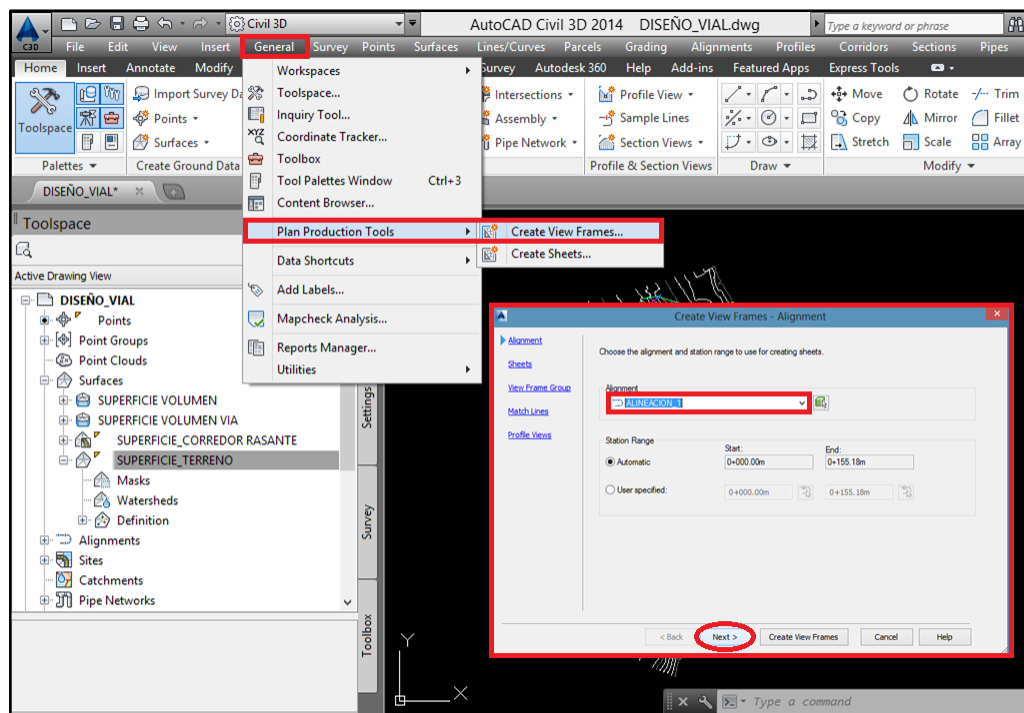 Civil 3D
AutoCAD Civil 3D 2014 DISEÑO_VIAL.dwg
Type a keyword or phrase
C3D
File Edit View Insert General Survey Points Surfaces Lines/Curves Parcels Grading Alignments Profiles Corridors Sections Pipes
Home Insert Annotate Modify Survey Autodesk 360 Help Add-ins Featured Apps Express Tools
Toolspace
Import Survey Da
Points
Surfaces
Palettes
Create Ground Data
Intersections
Assembly
Pipe Network
Profile View
Sample Lines
Section Views
Profile & Section Views
Draw
Move Rotate Trim
Copy Mirror Fillet
Stretch Scale Array
Modify
DISEÑO_VIAL*
Workspaces
Toolspace...
Inquiry Tool...
XYZ
Coordinate Tracker...
Toolbox
Tool Palettes Window Ctrl+3
Content Browser...
Plan Production Tools
Data Shortcuts
Add Labels...
Mapcheck Analysis...
Reports Manager...
Utilities
Create View Frames...
Create Sheets...
Toolspace
Active Drawing View
DISEÑO_VIAL
Points
Point Groups
Point Clouds
Surfaces
SUPERFICIE VOLUMEN
SUPERFICIE VOLUMEN VIA
SUPERFICIE_CORREDOR RASANTE
SUPERFICIE_TERRENO
Masks
Watersheds
Definition
Alignments
Sites
Catchments
Pipe Networks
Settings
Survey
Toolbox
Create View Frames - Alignment
Alignment
Sheets
View Frame Group
Match Lines
Profile Views
Choose the alignment and station range to use for creating sheets.
Alignment
ALINEACION_1
Station Range
Start: End:
Automatic 0+000.00m 0+155.18m
User specified: 0+000.00m 0+155.18m
< Back Next > Create View Frames Cancel Help
Y
X
Type a command